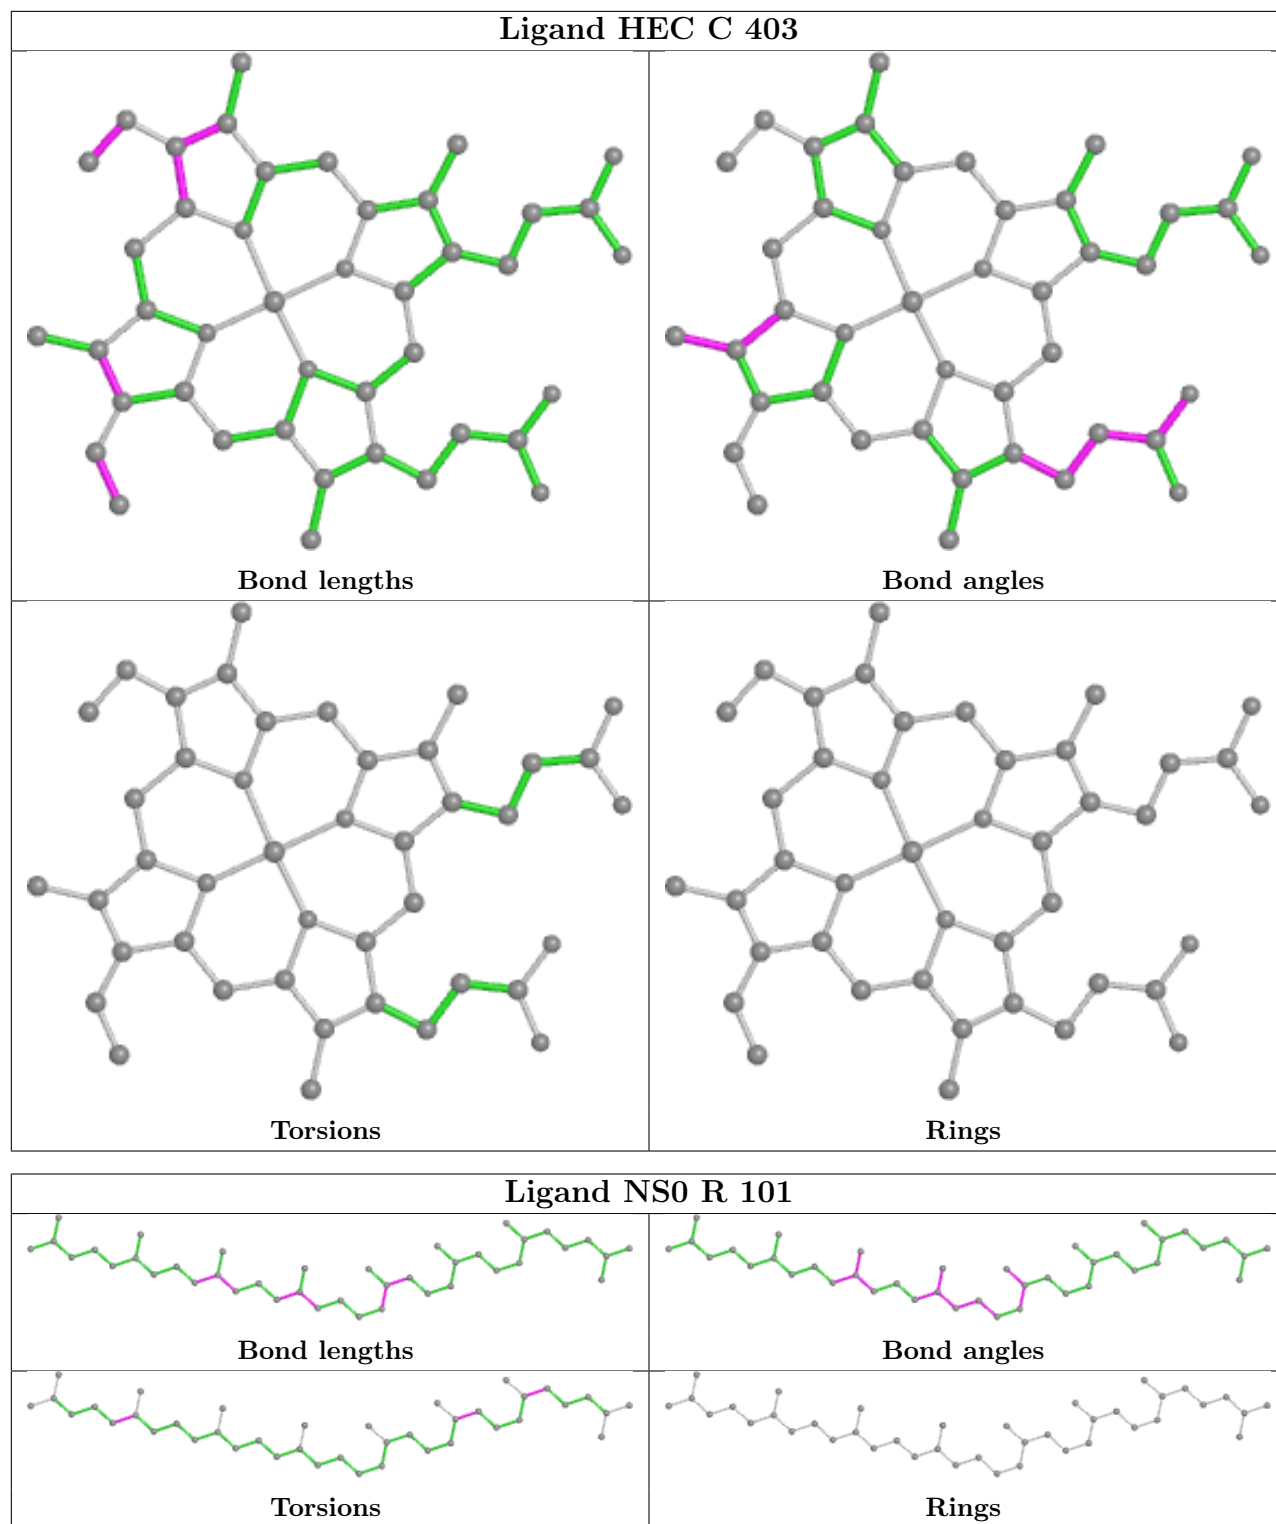 Ligand HEC C 403
Bond lengths
Bond angles
Torsions
Rings
Ligand NS0 R 101
Bond lengths
Bond angles
Torsions
Rings